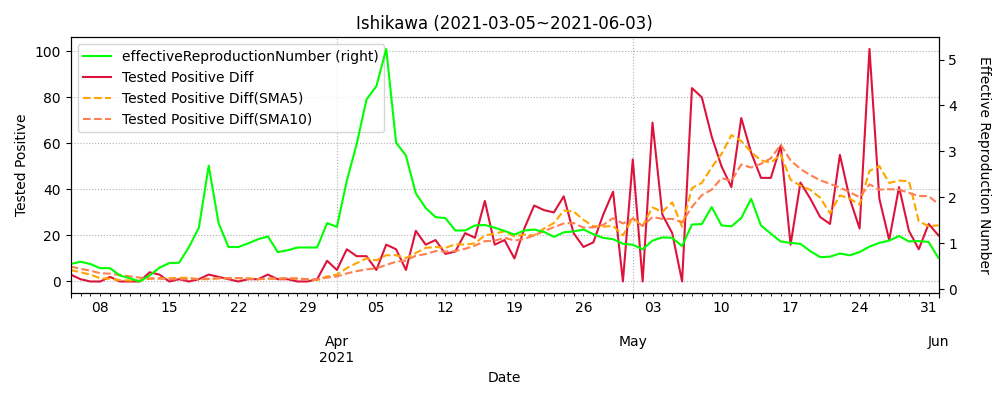 Ishikawa (2021-03-05~2021-06-03)
effectiveReproductionNumber (right)
Tested Positive Diff
Tested Positive Diff(SMA5)
Tested Positive Diff(SMA10)
Tested Positive
100
80
60
40
20
0
Effective Reproduction Number
5
4
3
2
1
0
08 15 22 29 05 12 19 26 03 10 17 24 31
Apr May Jun
2021
Date